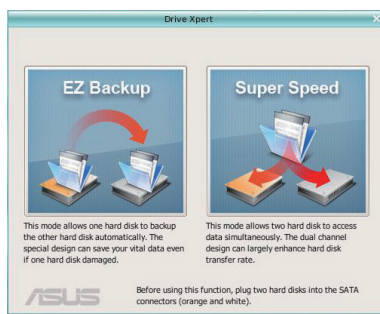 Drive Xpert
EZ Backup
This mode allows one hard disk to backup
the other hard disk automatically. The
special design can save your vital data even
if one hard disk damaged.
Super Speed
This mode allows two hard disk to access
data simultaneously. The dual channel
design can largely enhance hard disk
transfer rate.
ASUS
Before using this function, plug two hard disks into the SATA
connectors (orange and white).